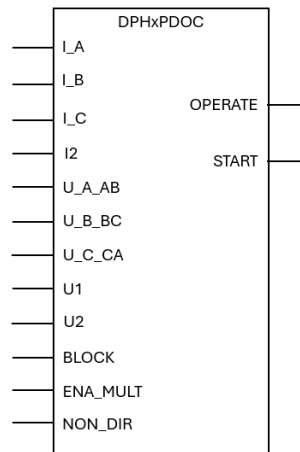 DPHxPDOC
I_A
I_B
I_C
I2
U_A_AB
U_B_BC
U_C_CA
U1
U2
BLOCK
ENA_MULT
NON_DIR
OPERATE
START